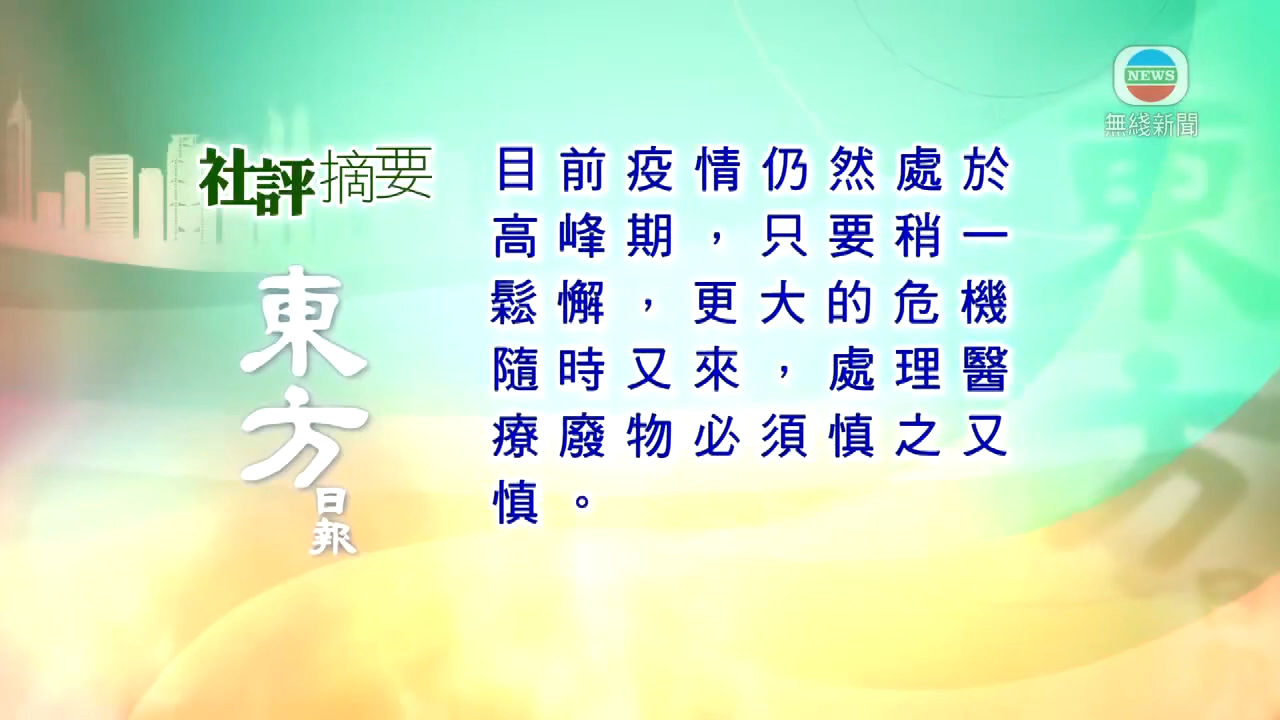 NEWS
無綫新聞
社評摘要
東方
日報
目前疫情仍然處於
高峰期，只要稍一
鬆懈，更大的危機
隨時又來，處理醫
療廢物必須慎之又
慎。
東方